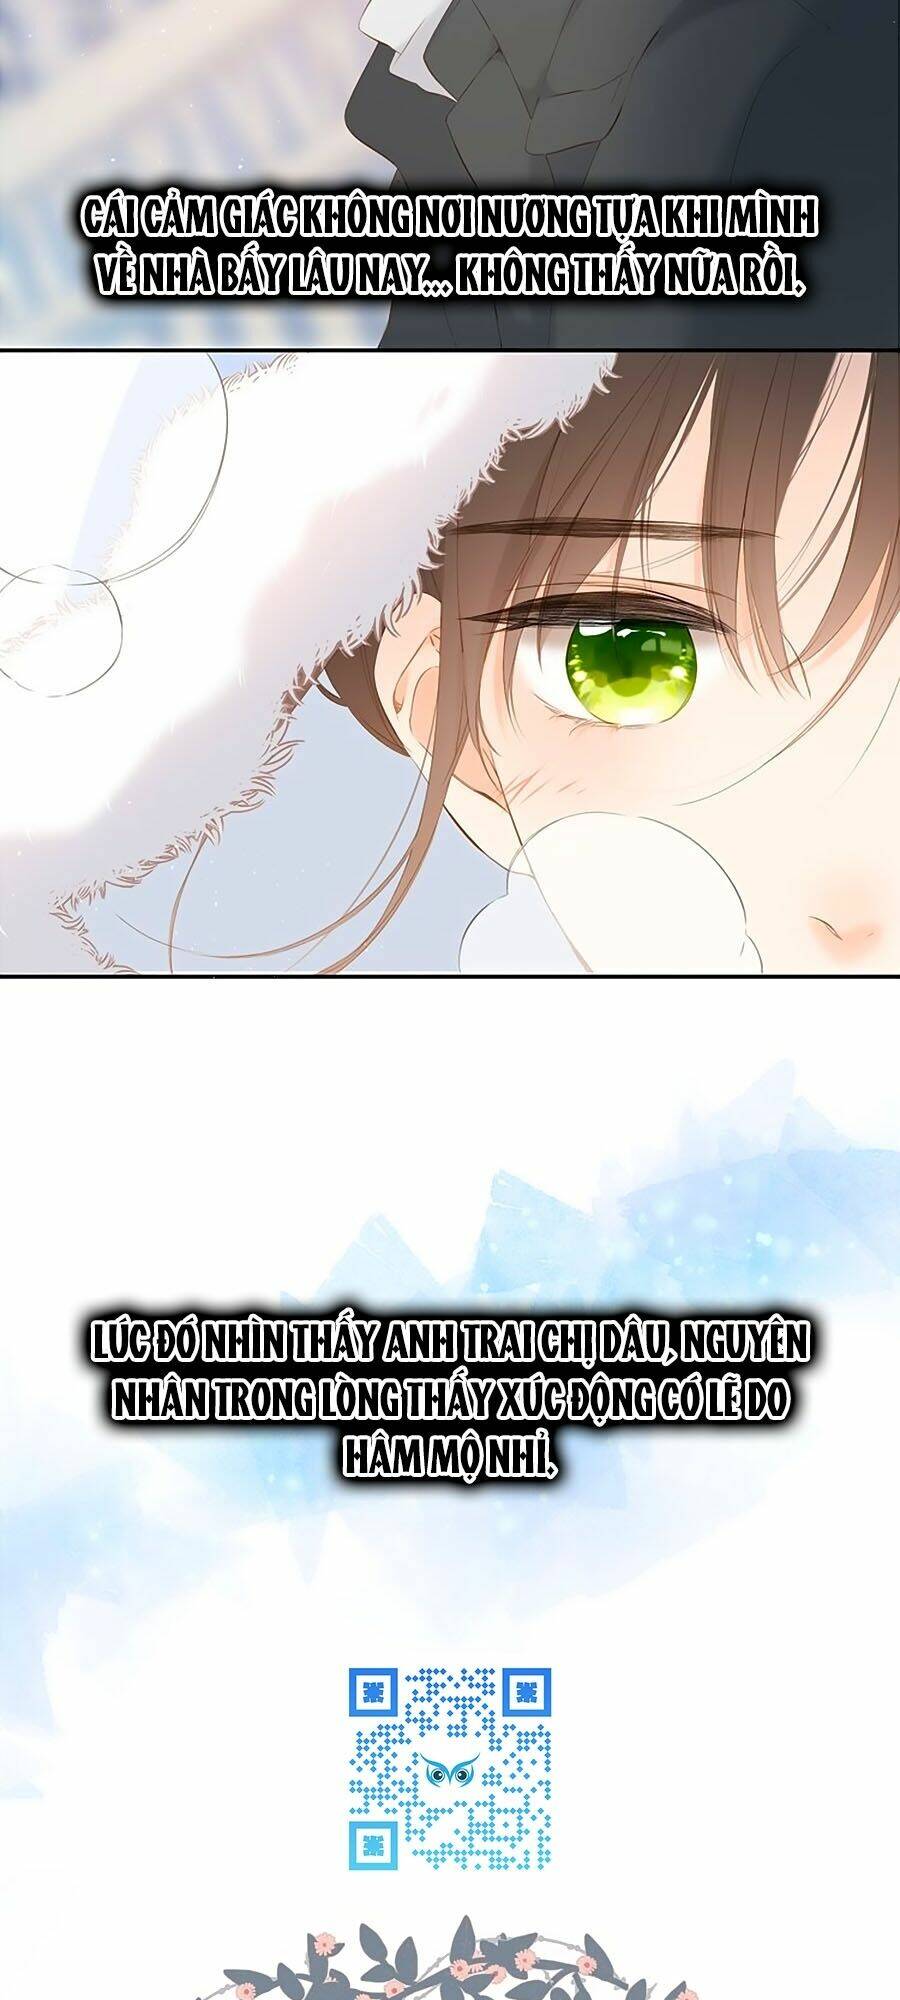 CÁI CẢM GIÁC KHÔNG NƠI NƯƠNG TỰA KHI MÌNH
VỀ NHÀ BẤY LÂU NAY... KHÔNG THẤY NỮA RỒI.
LÚC ĐÓ NHÌN THẤY ANH TRAI CHỊ DÂU, NGUYÊN
NHÂN TRONG LÒNG THẤY XÚC ĐỘNG CÓ LẼ DO
HÂM MỘ NHỈ.